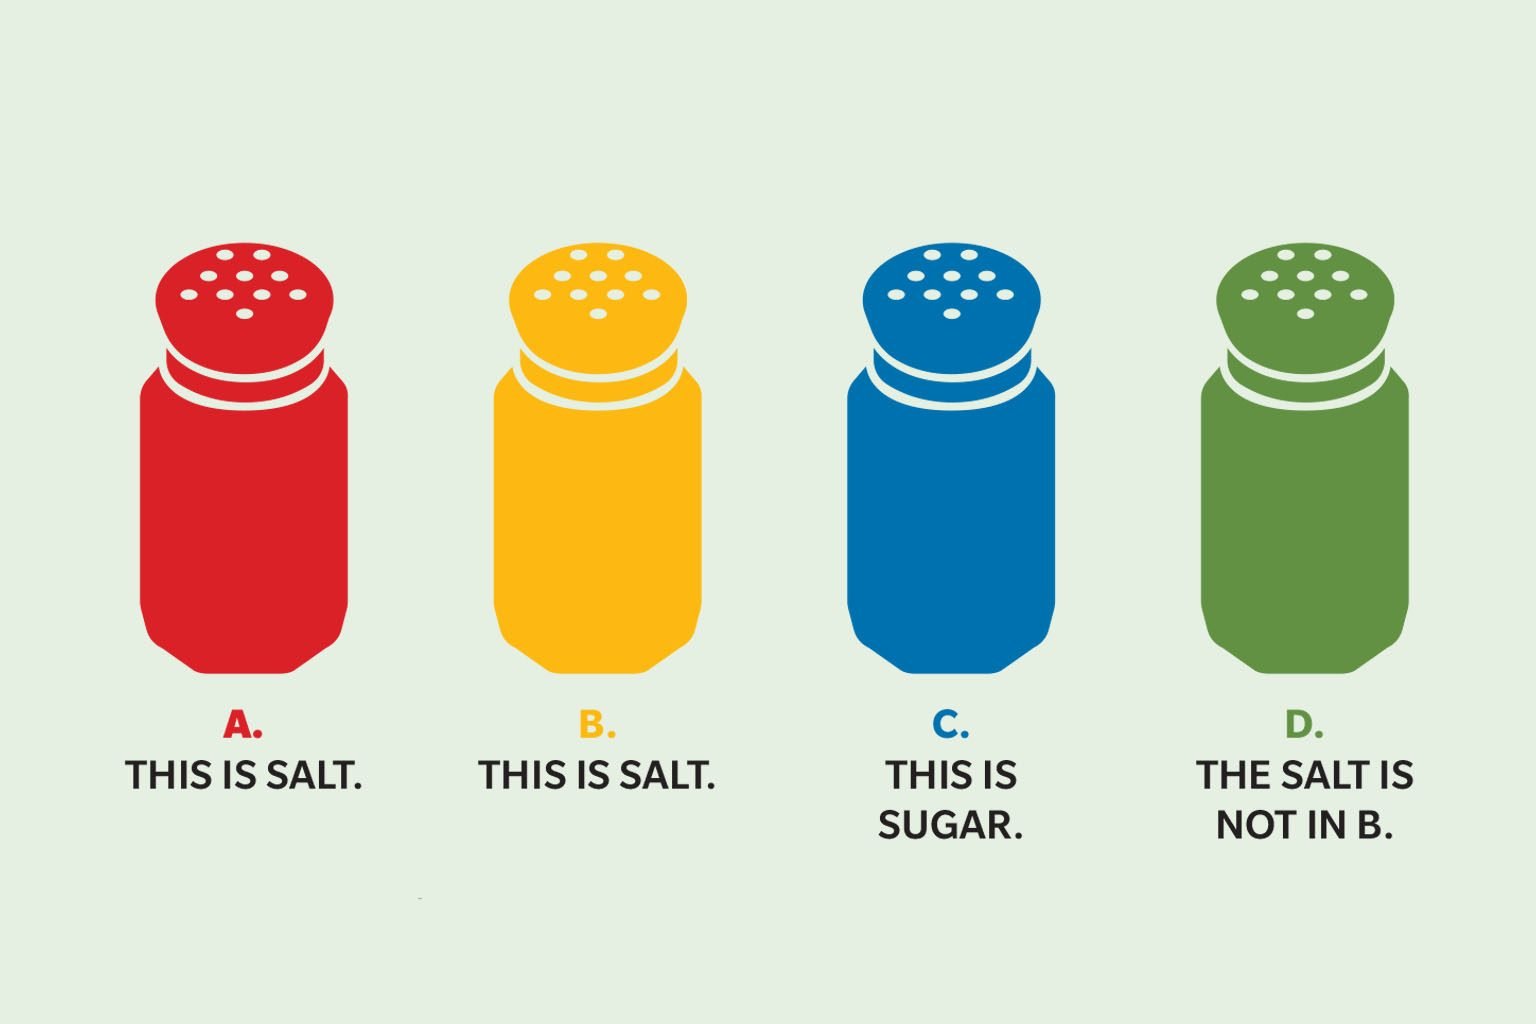 A.
THIS IS SALT.
B.
THIS IS SALT.
C.
THIS IS
SUGAR.
D.
THE SALT IS
NOT IN B.